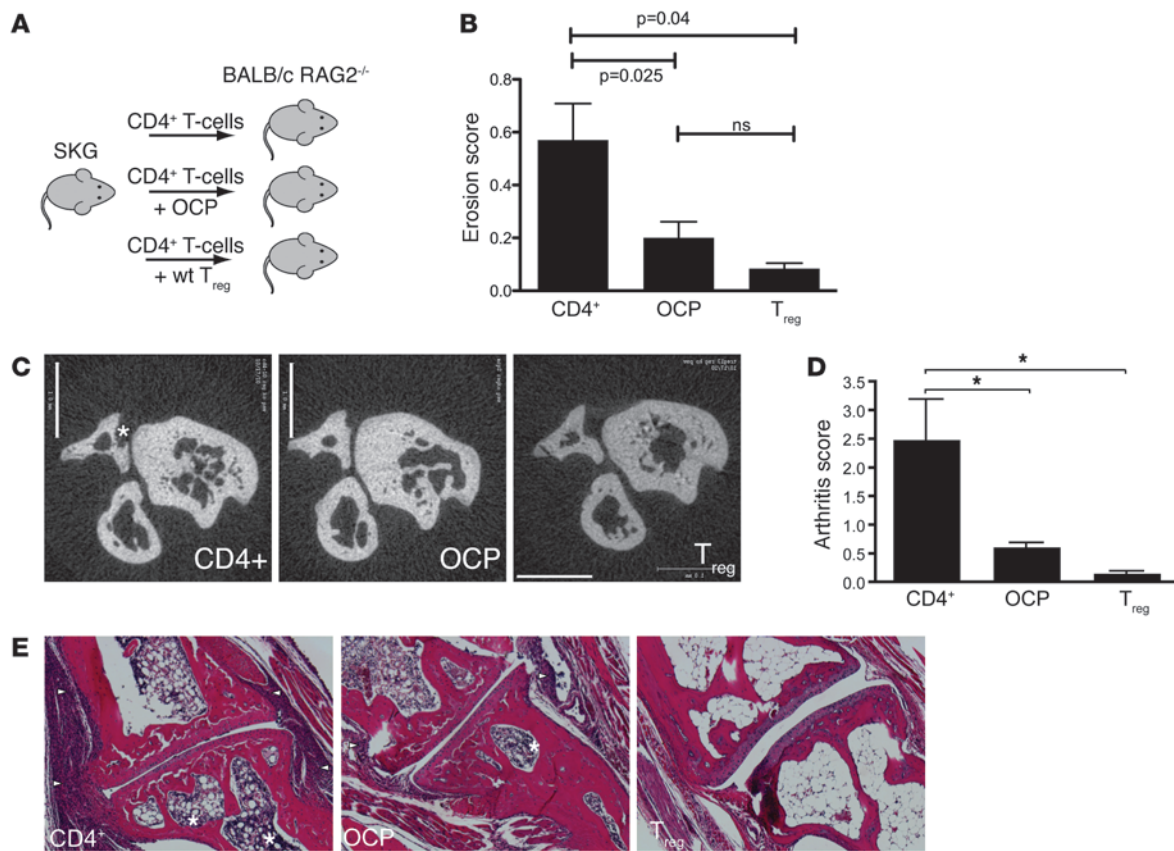 A
BALB/c RAG2-/-
SKG
CD4+ T-cells
CD4+ T-cells
+ OCP
CD4+ T-cells
+ wt Treg
B
p=0.04
p=0.025
ns
Erosion score
0.8
0.6
0.4
0.2
0.0
CD4+
OCP
Treg
C
*
CD4+
OCP
Treg
D
*
*
Arthritis score
3.5
3.0
2.5
2.0
1.5
1.0
0.5
0.0
CD4+
OCP
Treg
E
*
*
CD4+
*
OCP
Treg